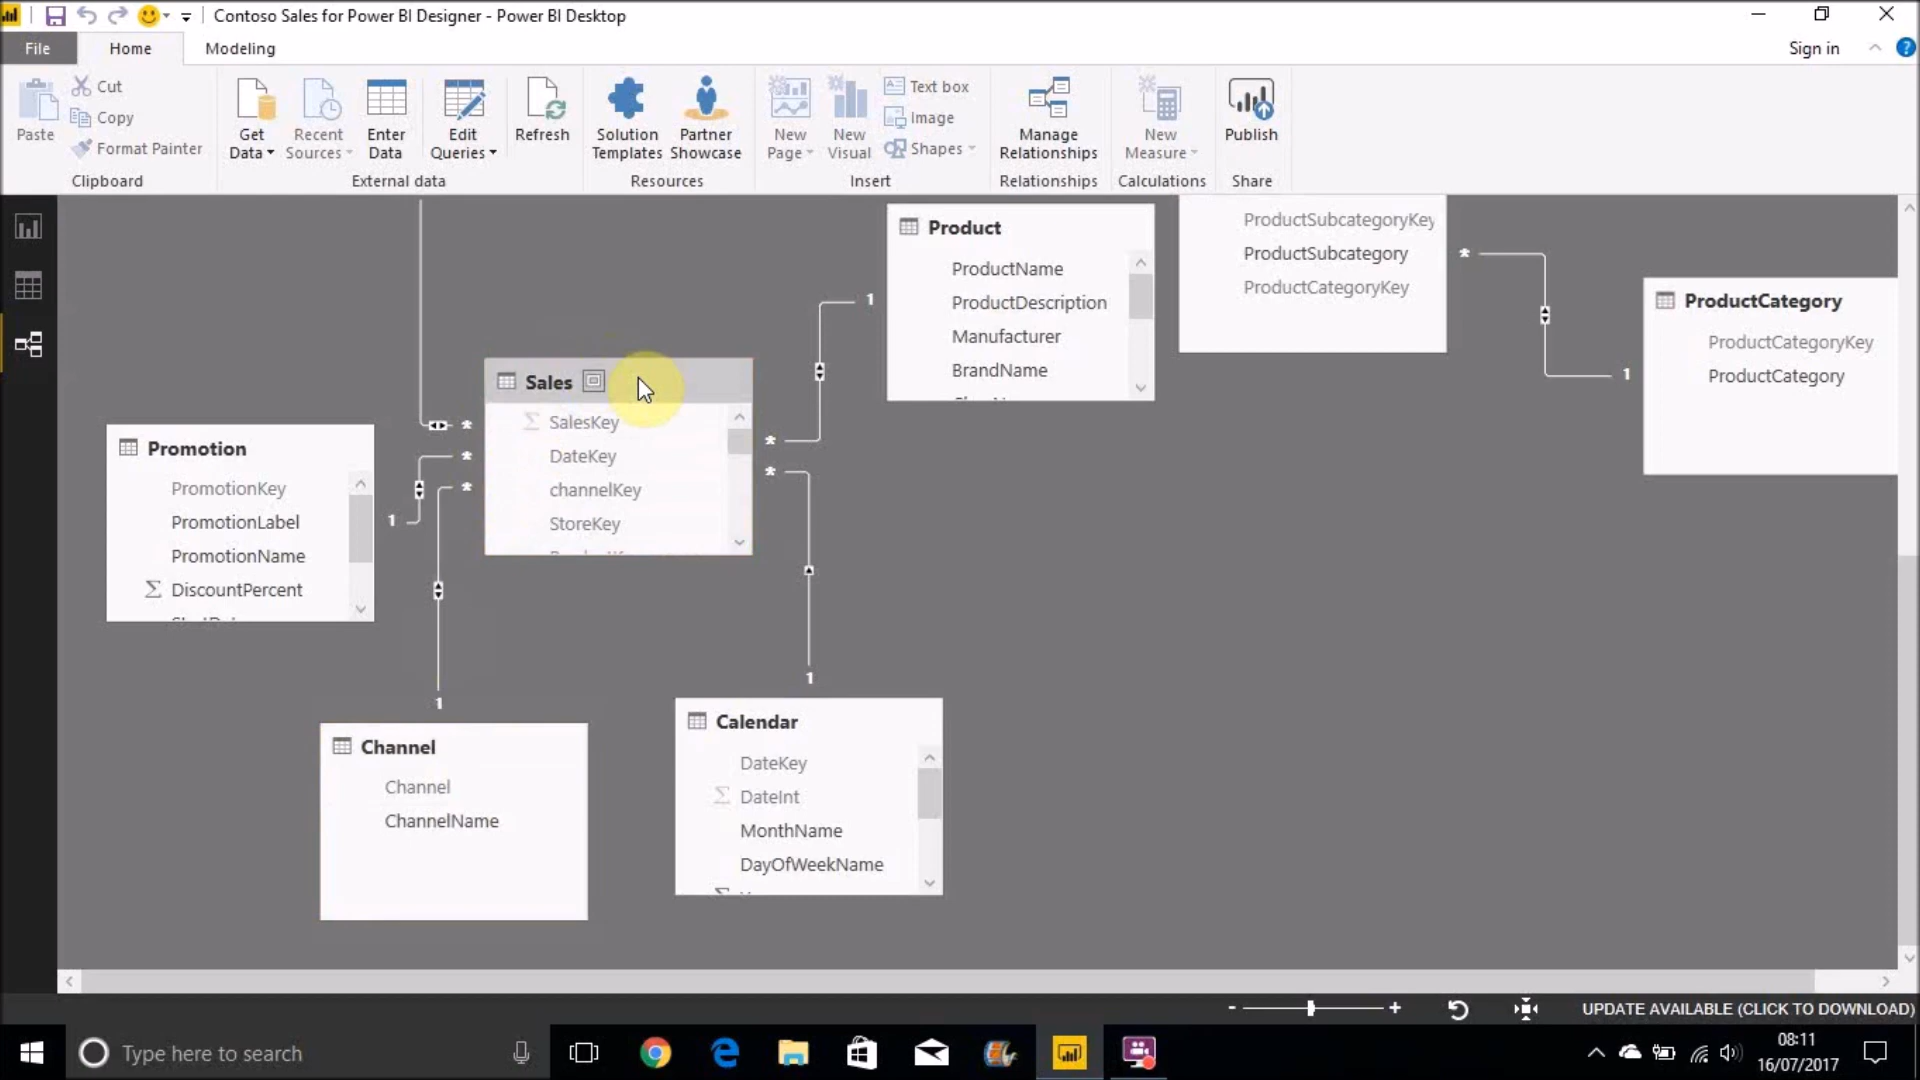 Contoso Sales for Power BI Designer - Power BI Desktop
File
Home
Modeling
Sign in
?
Paste
Cut
Copy
Format Painter
Clipboard
Get Data
Recent Sources
Enter Data
Edit Queries
Refresh
External data
Solution Templates
Partner Showcase
Resources
New Page
New Visual
Text box
Image
Shapes
Insert
Manage Relationships
Relationships
New Measure
Calculations
Publish
Share
Product
ProductName
ProductDescription
Manufacturer
BrandName
ProductSubcategoryKey
ProductSubcategory
ProductCategoryKey
*
1
ProductCategory
ProductCategoryKey
ProductCategory
1
Sales
Σ SalesKey
DateKey
channelKey
StoreKey
*
*
*
*
*
Promotion
PromotionKey
PromotionLabel
PromotionName
Σ DiscountPercent
1
1
Channel
Channel
ChannelName
1
Calendar
DateKey
Σ DateInt
MonthName
DayOfWeekName
- +
UPDATE AVAILABLE (CLICK TO DOWNLOAD)
Type here to search
08:11
16/07/2017